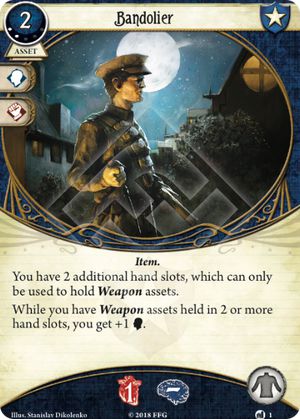 2
Bandolier
ASSET
Item.
You have 2 additional hand slots, which can only
be used to hold Weapon assets.
While you have Weapon assets held in 2 or more
hand slots, you get +1
1
Illus. Stanislav Dikolenko
© 2018 FFG
1